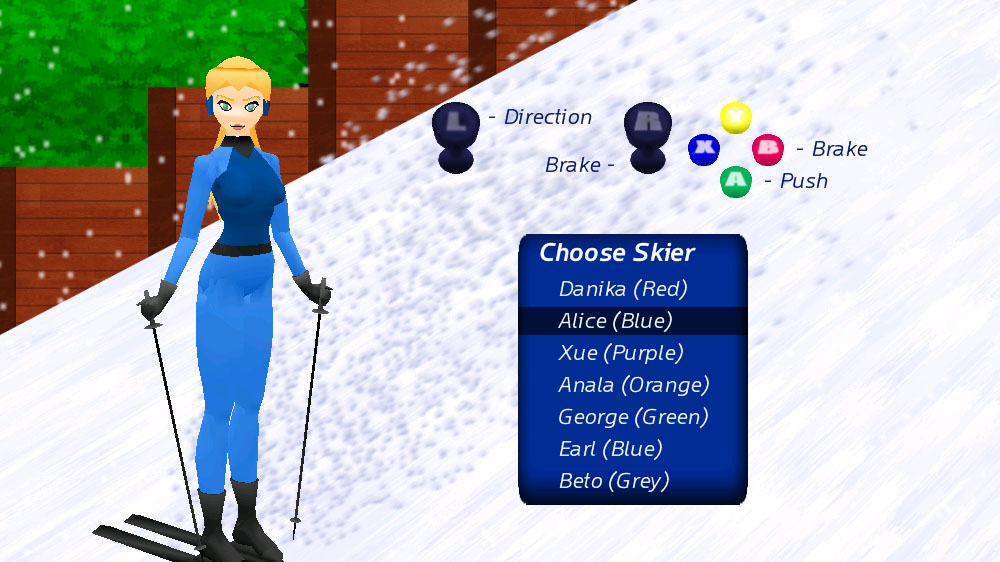 L - Direction
R
Y
X
B - Brake
Brake -
A - Push
Choose Skier
Danika (Red)
Alice (Blue)
Xue (Purple)
Anala (Orange)
George (Green)
Earl (Blue)
Beto (Grey)